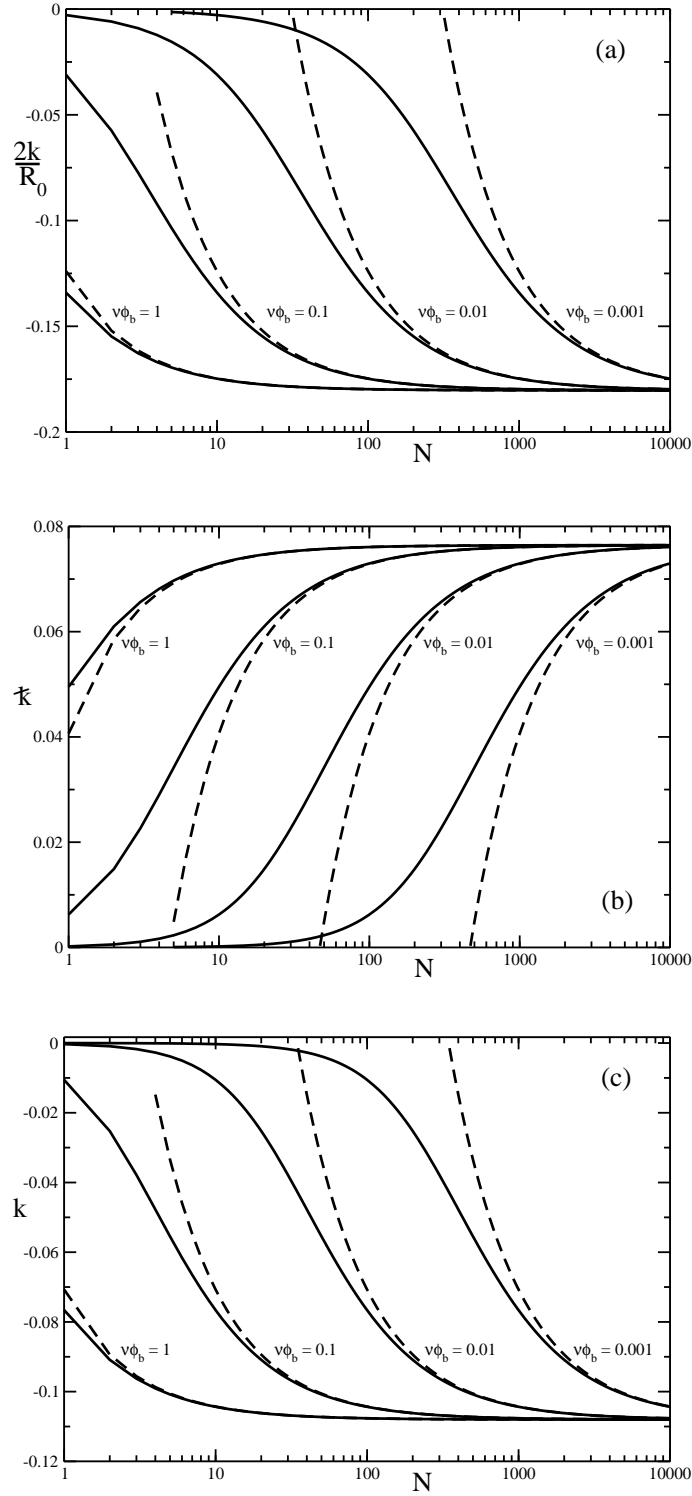 0
(a)
-0.05
2k
R0
-0.1
νϕb = 1
νϕb = 0.1
νϕb = 0.01
νϕb = 0.001
-0.15
-0.2
1 10 100 1000 10000
N
0.08
0.06
νϕb = 1
νϕb = 0.1
νϕb = 0.01
νϕb = 0.001
0.04
0.02
(b)
0
1 10 100 1000 10000
N
0
(c)
-0.02
-0.04
k
-0.06
-0.08
νϕb = 1
νϕb = 0.1
νϕb = 0.01
νϕb = 0.001
-0.1
-0.12
1 10 100 1000 10000
N